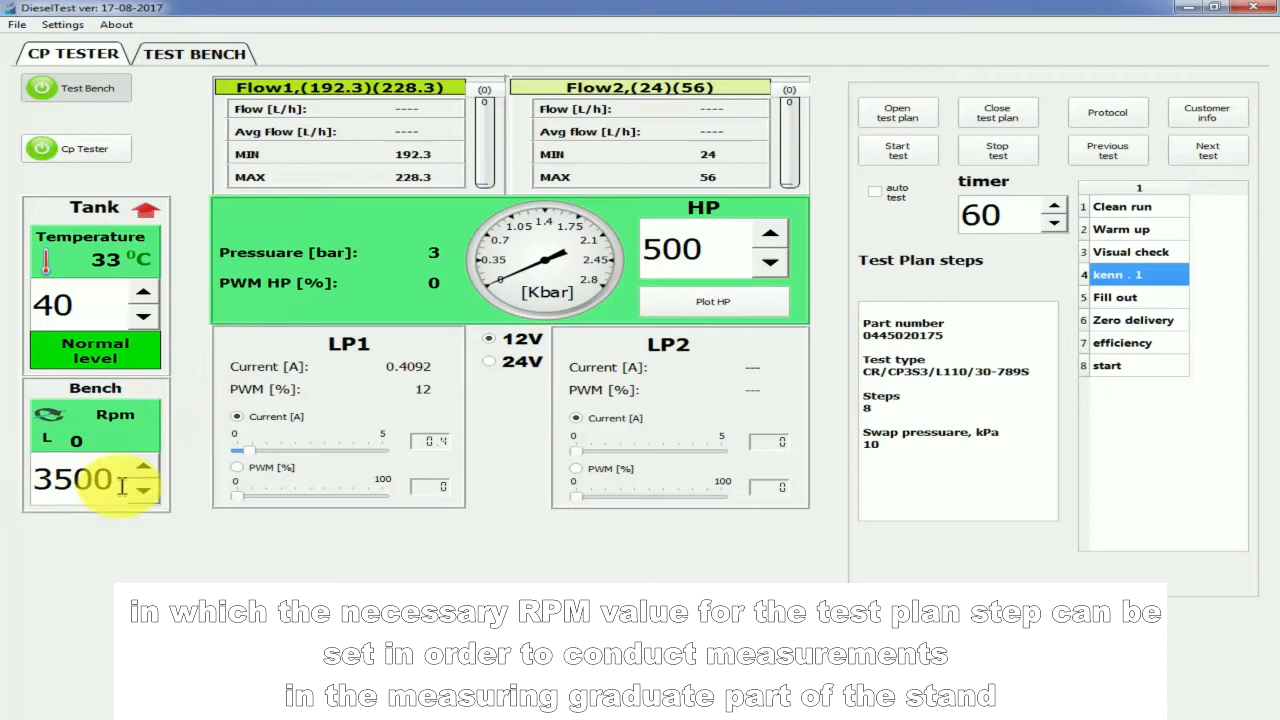 DieselTest ver: 17-08-2017
File Settings About
CP TESTER TEST BENCH
Test Bench
Cp Tester
Tank
Temperature
33 ⁰C
40
Normal
level
Bench
Rpm
L 0
3500
Flow1,(192.3)(228.3)
(0)
0
Flow [L/h]: ----
Avg Flow [L/h]: ----
MIN 192.3
MAX 228.3
Flow2,(24)(56)
(0)
0
Flow [L/h]: ----
Avg flow [L/h]: ----
MIN 24
MAX 56
Pressuare [bar]: 3
PWM HP [%]: 0
0 0.35 0.7 1.05 1.4 1.75 2.1 2.45 2.8
[Kbar]
HP
500
Plot HP
LP1
Current [A]: 0.4092
PWM [%]: 12
Current [A]
0 5
0.4
PWM [%]
0 100
0
12V
24V
LP2
Current [A]: ---
PWM [%]: ---
Current [A]
0 5
0
PWM [%]
0 100
0
Open
test plan
Close
test plan
Protocol
Customer
info
Start
test
Stop
test
Previous
test
Next
test
auto
test
timer
60
Test Plan steps
Part number
0445020175
Test type
CR/CP3S3/L110/30-789S
Steps
8
Swap pressuare, kPa
10
1
1 Clean run
2 Warm up
3 Visual check
4 kenn . 1
5 Fill out
6 Zero delivery
7 efficiency
8 start
in which the necessary RPM value for the test plan step can be
set in order to conduct measurements
in the measuring graduate part of the stand